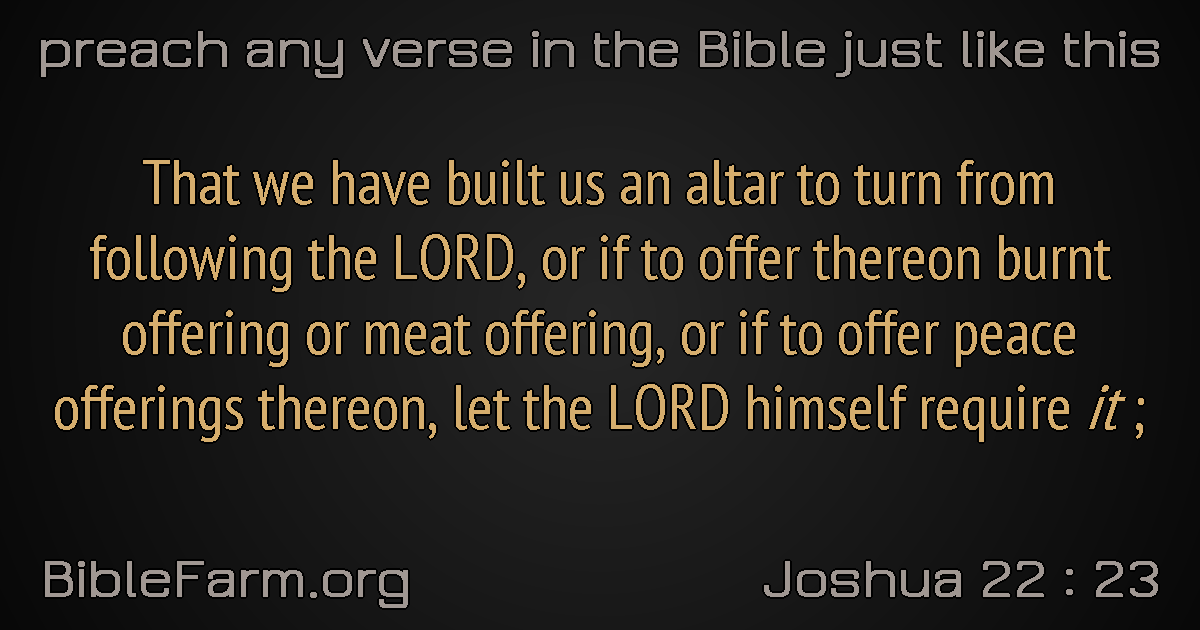 preach any verse in the Bible just like this
That we have built us an altar to turn from
following the LORD, or if to offer thereon burnt
offering or meat offering, or if to offer peace
offerings thereon, let the LORD himself require it ;
BibleFarm.org
Joshua 22 : 23